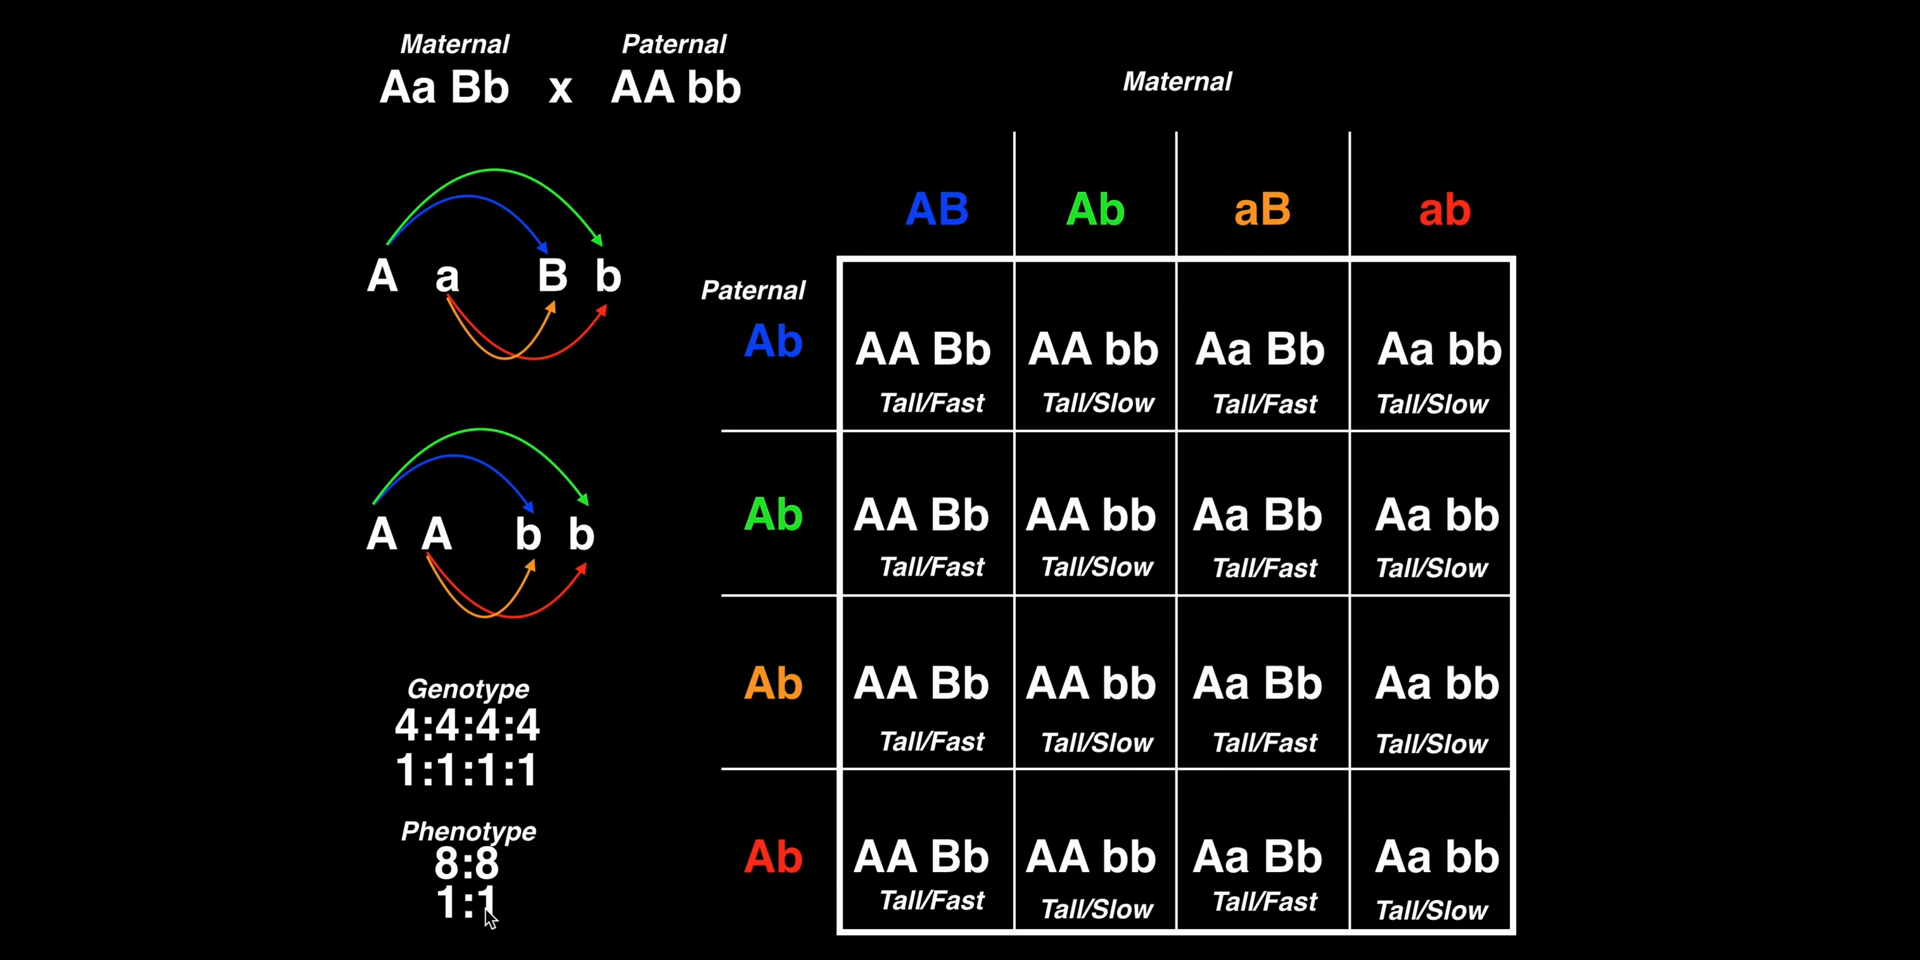 Maternal Paternal
Aa Bb x AA bb
Maternal
AB Ab aB ab
A a B b
Paternal
Ab AA Bb AA bb Aa Bb Aa bb
Tall/Fast Tall/Slow Tall/Fast Tall/Slow
A A b b
Ab AA Bb AA bb Aa Bb Aa bb
Tall/Fast Tall/Slow Tall/Fast Tall/Slow
Ab AA Bb AA bb Aa Bb Aa bb
Tall/Fast Tall/Slow Tall/Fast Tall/Slow
Ab AA Bb AA bb Aa Bb Aa bb
Tall/Fast Tall/Slow Tall/Fast Tall/Slow
Genotype
4:4:4:4
1:1:1:1
Phenotype
8:8
1:1